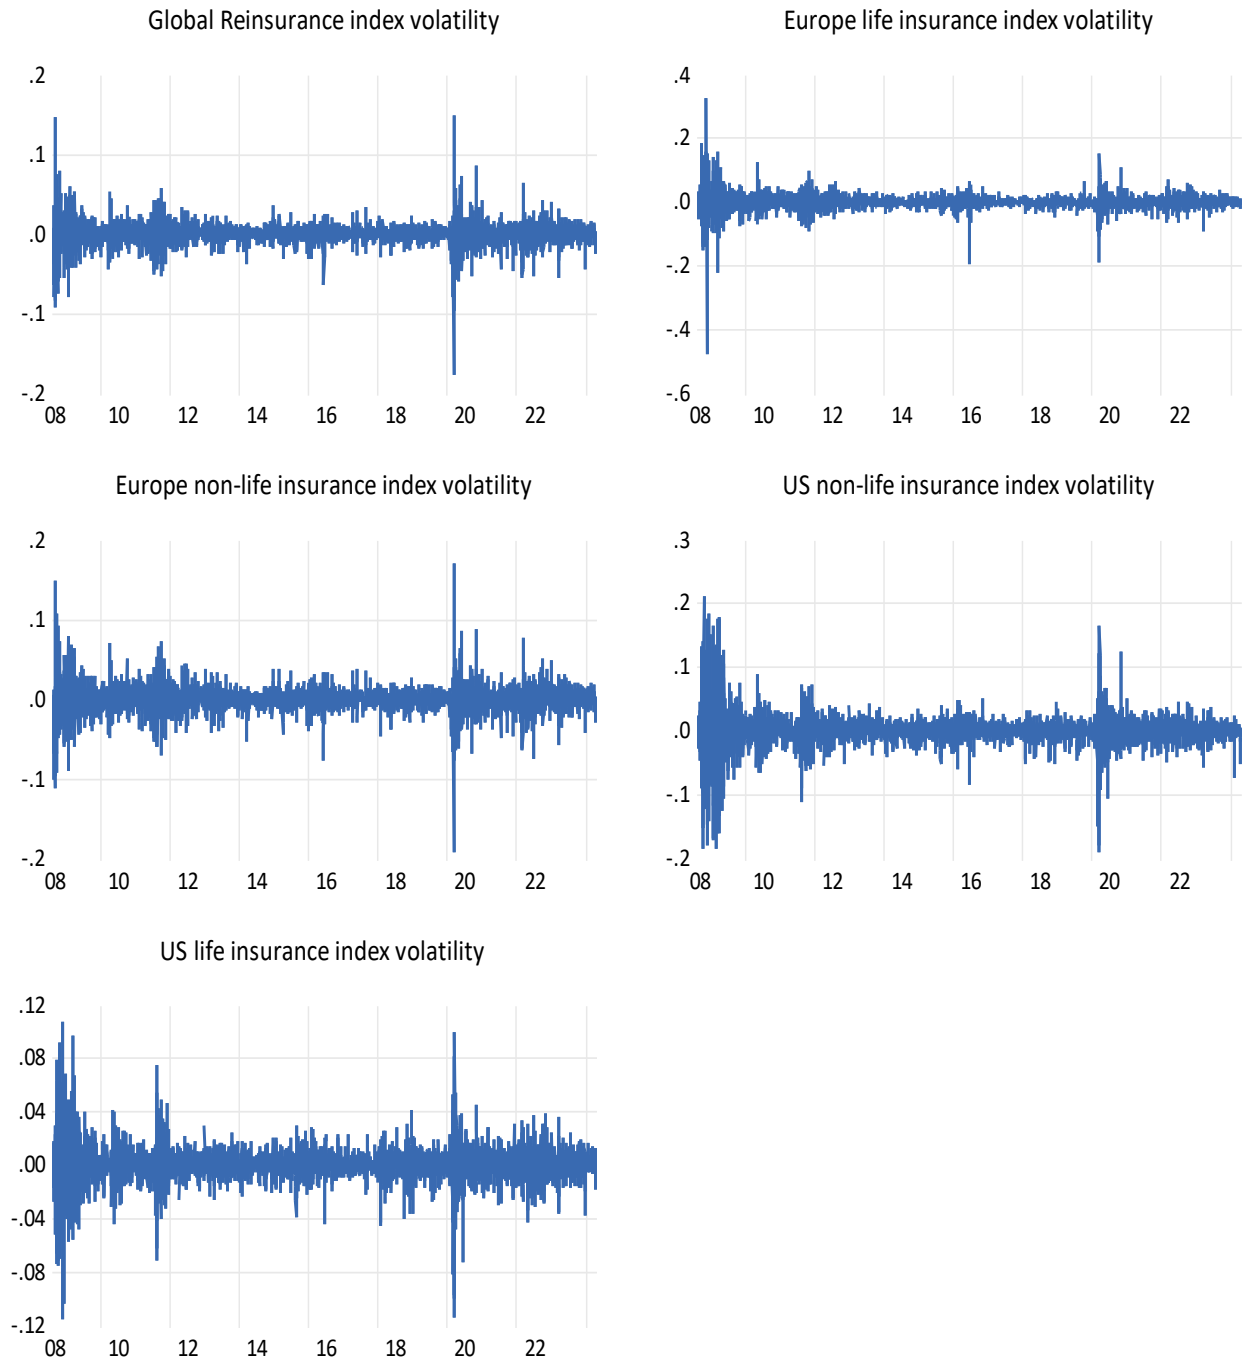 Global Reinsurance index volatility
.2
.1
.0
-.1
-.2
08 10 12 14 16 18 20 22
Europe life insurance index volatility
.4
.2
.0
-.2
-.4
-.6
08 10 12 14 16 18 20 22
Europe non-life insurance index volatility
.2
.1
.0
-.1
-.2
08 10 12 14 16 18 20 22
US non-life insurance index volatility
.3
.2
.1
.0
-.1
-.2
08 10 12 14 16 18 20 22
US life insurance index volatility
.12
.08
.04
.00
-.04
-.08
-.12
08 10 12 14 16 18 20 22